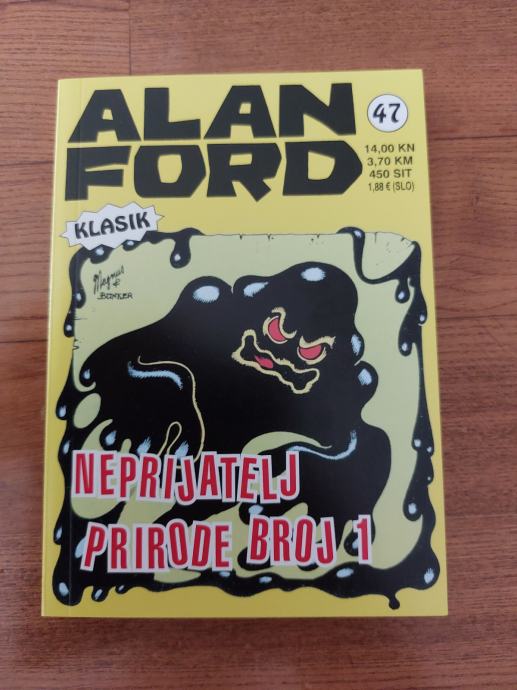 ALAN
FORD
47
14,00 KN
3,70 KM
450 SIT
1,88 € (SLO)
KLASIK
Magnus
&
BUNKER
NEPRIJATELJ
PRIRODE BROJ 1